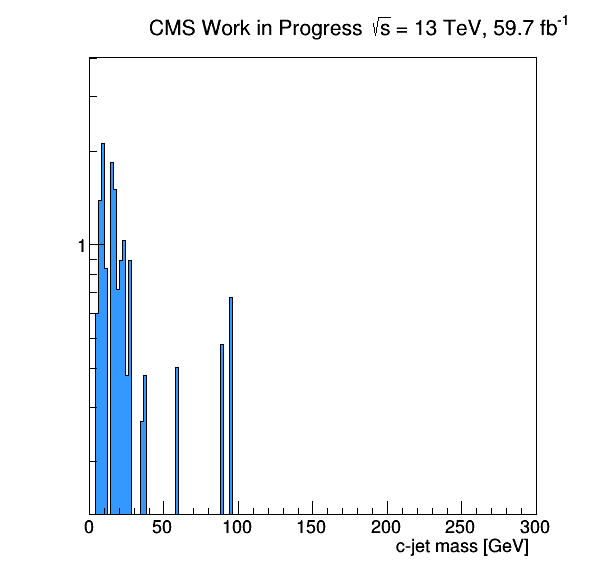 CMS Work in Progress √s = 13 TeV, 59.7 fb⁻¹
1
0 50 100 150 200 250 300
c-jet mass [GeV]